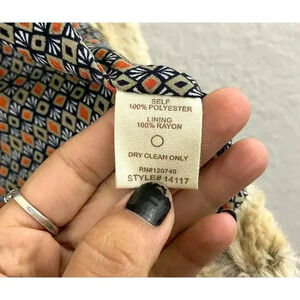 SELF
100% POLYESTER
LINING
100% RAYON
DRY CLEAN ONLY
RN#120740
STYLE# 14117